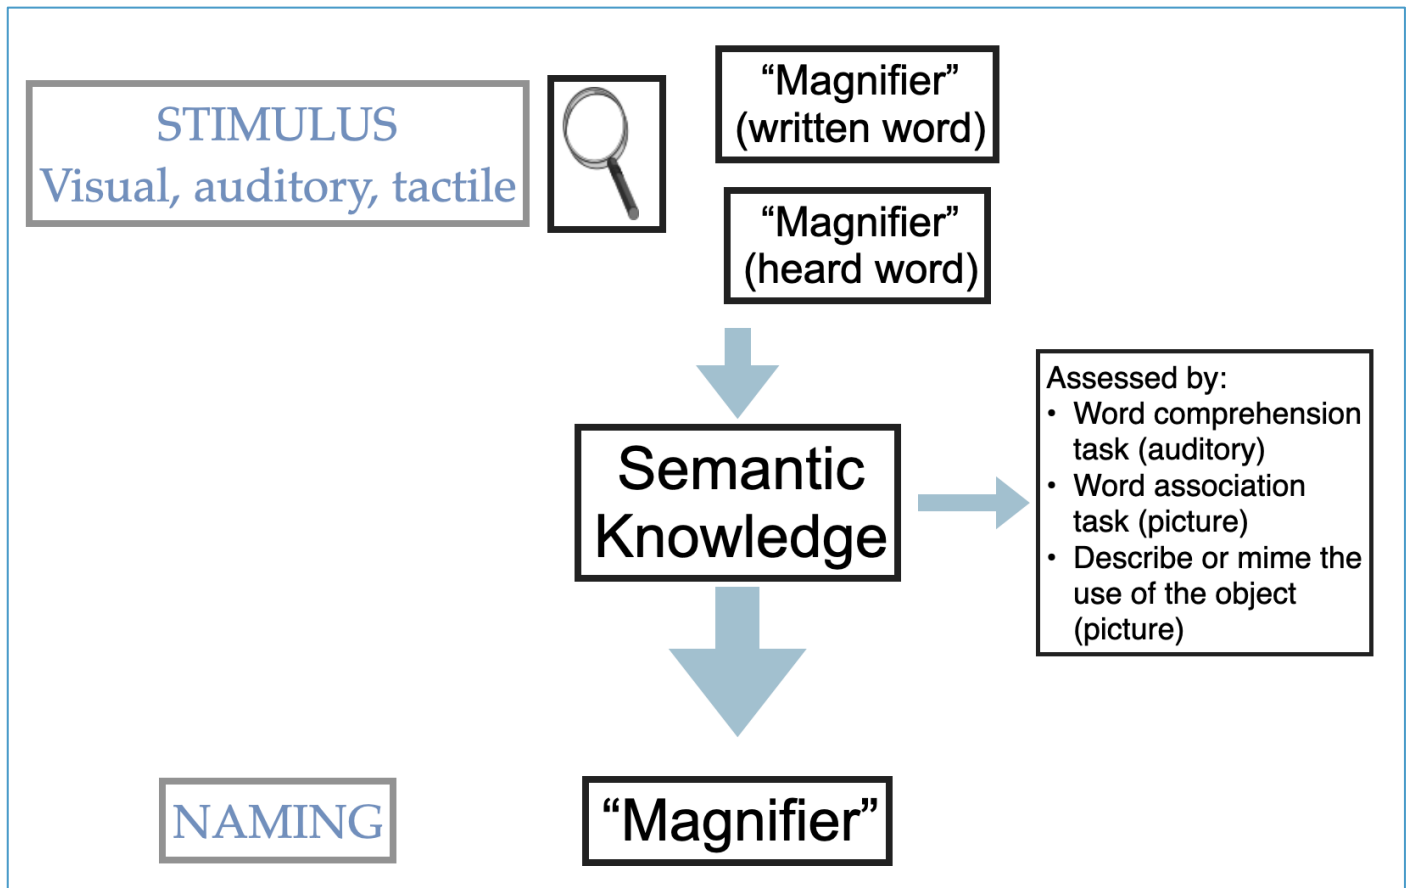 STIMULUS
Visual, auditory, tactile
“Magnifier”
(written word)
“Magnifier”
(heard word)
Semantic
Knowledge
Assessed by:
• Word comprehension
task (auditory)
• Word association
task (picture)
• Describe or mime the
use of the object
(picture)
NAMING
“Magnifier”